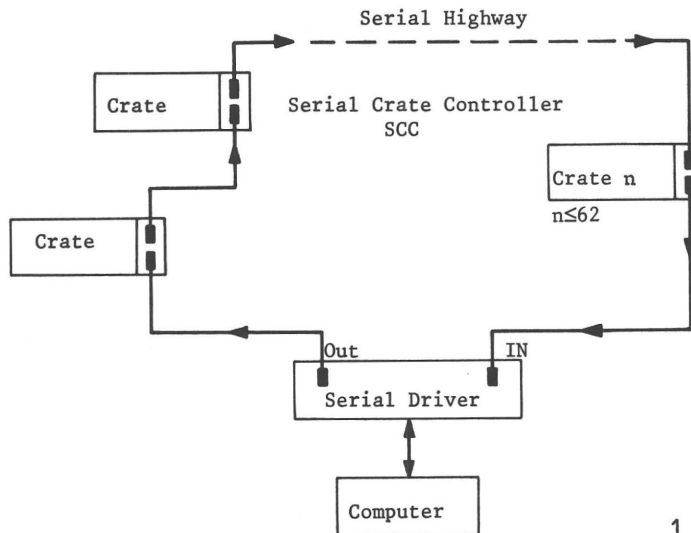 Serial Highway
Crate
Serial Crate Controller
SCC
Crate n
n≤62
Crate
Out
IN
Serial Driver
Computer
1